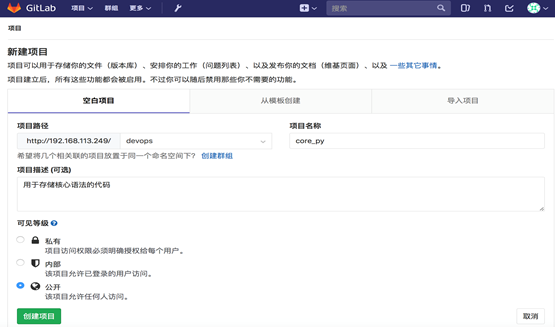 GitLab 项目 群组 更多 搜索
项目
新建项目
项目可以用于存储你的文件（版本库）、安排你的工作（问题列表）、以及发布你的文档（维基页面）、以及 一些其它事情。
项目建立后，所有这些功能都会被启用。不过你可以随后禁用那些你不需要的功能。
空白项目 从模板创建 导入项目
项目路径 项目名称
http://192.168.113.249/ devops core_py
希望将几个相关联的项目放置于同一个命名空间下？ 创建群组
项目描述 (可选)
用于存储核心语法的代码
可见等级
私有
项目访问权限必须明确授权给每个用户。
内部
该项目允许已登录的用户访问。
公开
该项目允许任何人访问。
创建项目 取消